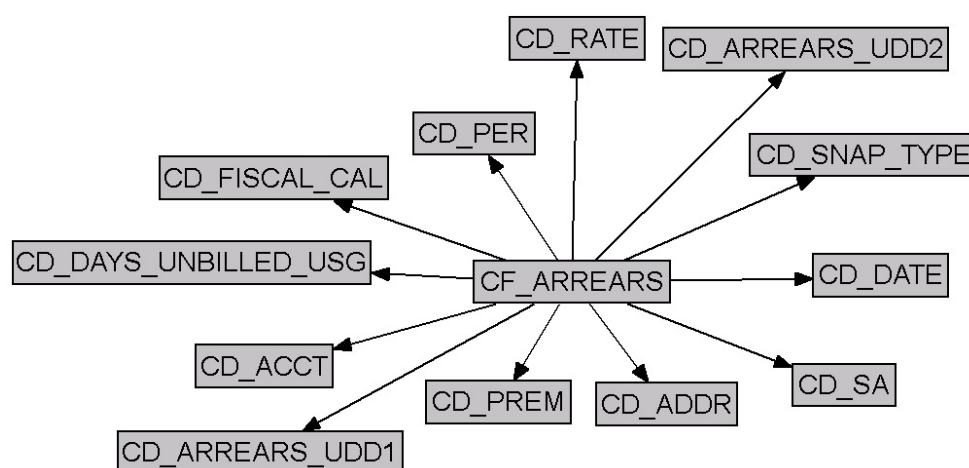 CD_RATE
CD_ARREARS_UDD2
CD_PER
CD_SNAP_TYPE
CD_FISCAL_CAL
CD_DAYS_UNBILLED_USG
CF_ARREARS
CD_DATE
CD_ACCT
CD_PREM
CD_ADDR
CD_SA
CD_ARREARS_UDD1